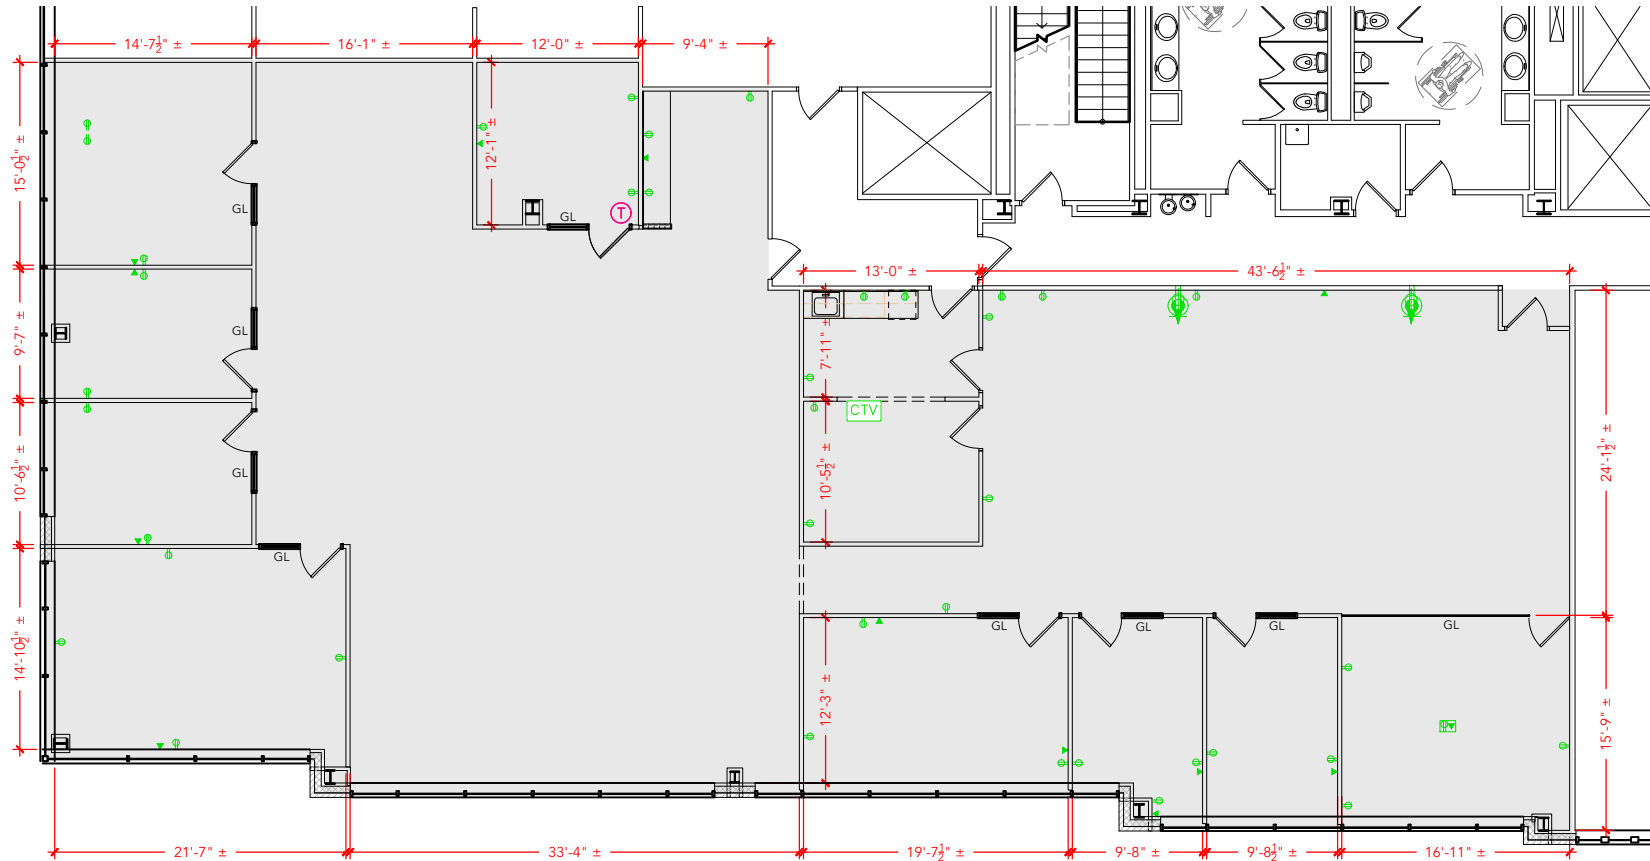 14'-7½" ±
16'-1" ±
12'-0" ±
9'-4" ±
15'-0½" ±
12'-1" ±
GL
GL
T
13'-0" ±
43'-6½" ±
9'-7" ±
GL
7'-11" ±
CTV
24'-1½" ±
10'-6½" ±
GL
10'-5½" ±
GL
14'-10½" ±
GL
GL
GL
GL
12'-3" ±
15'-9" ±
21'-7" ±
33'-4" ±
19'-7½" ±
9'-8" ±
9'-8½" ±
16'-11" ±